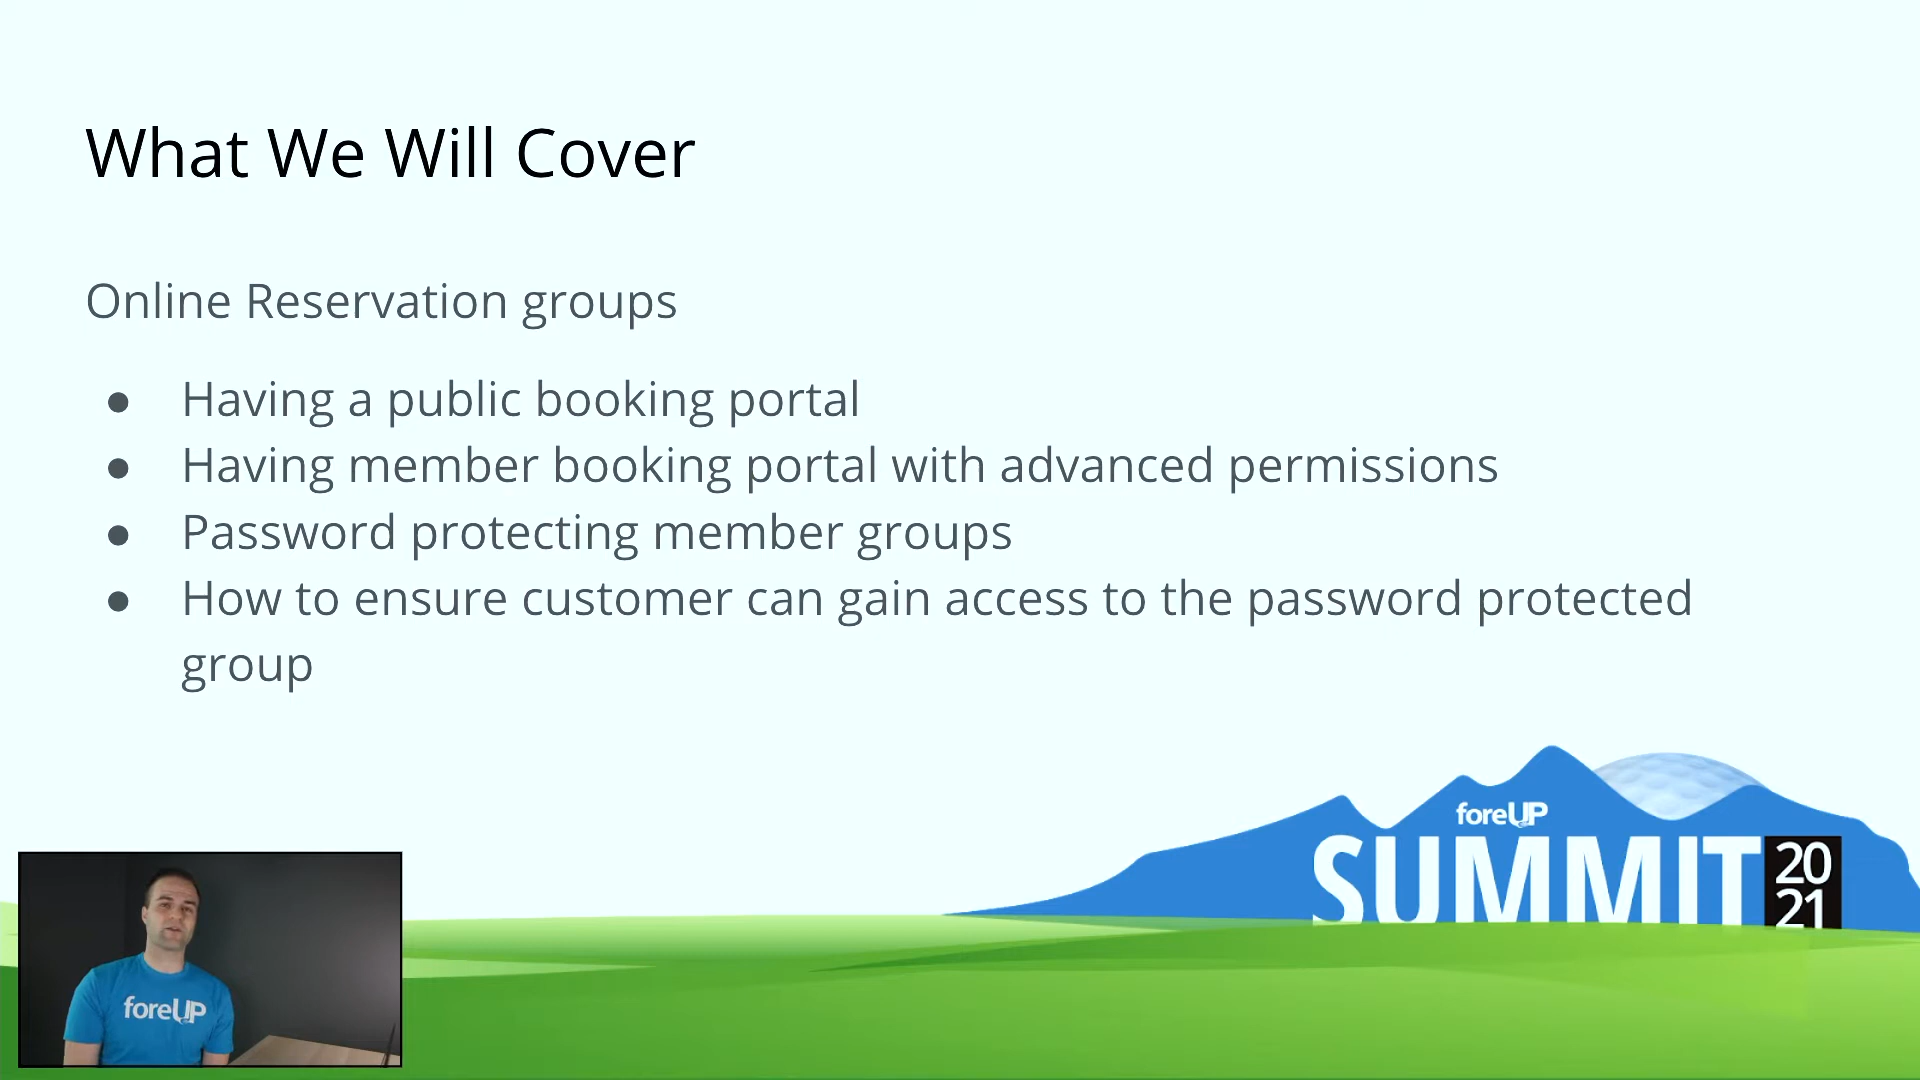 What We Will Cover
Online Reservation groups
● Having a public booking portal
● Having member booking portal with advanced permissions
● Password protecting member groups
● How to ensure customer can gain access to the password protected
group
foreUP
SUMMIT 20
21
foreUP